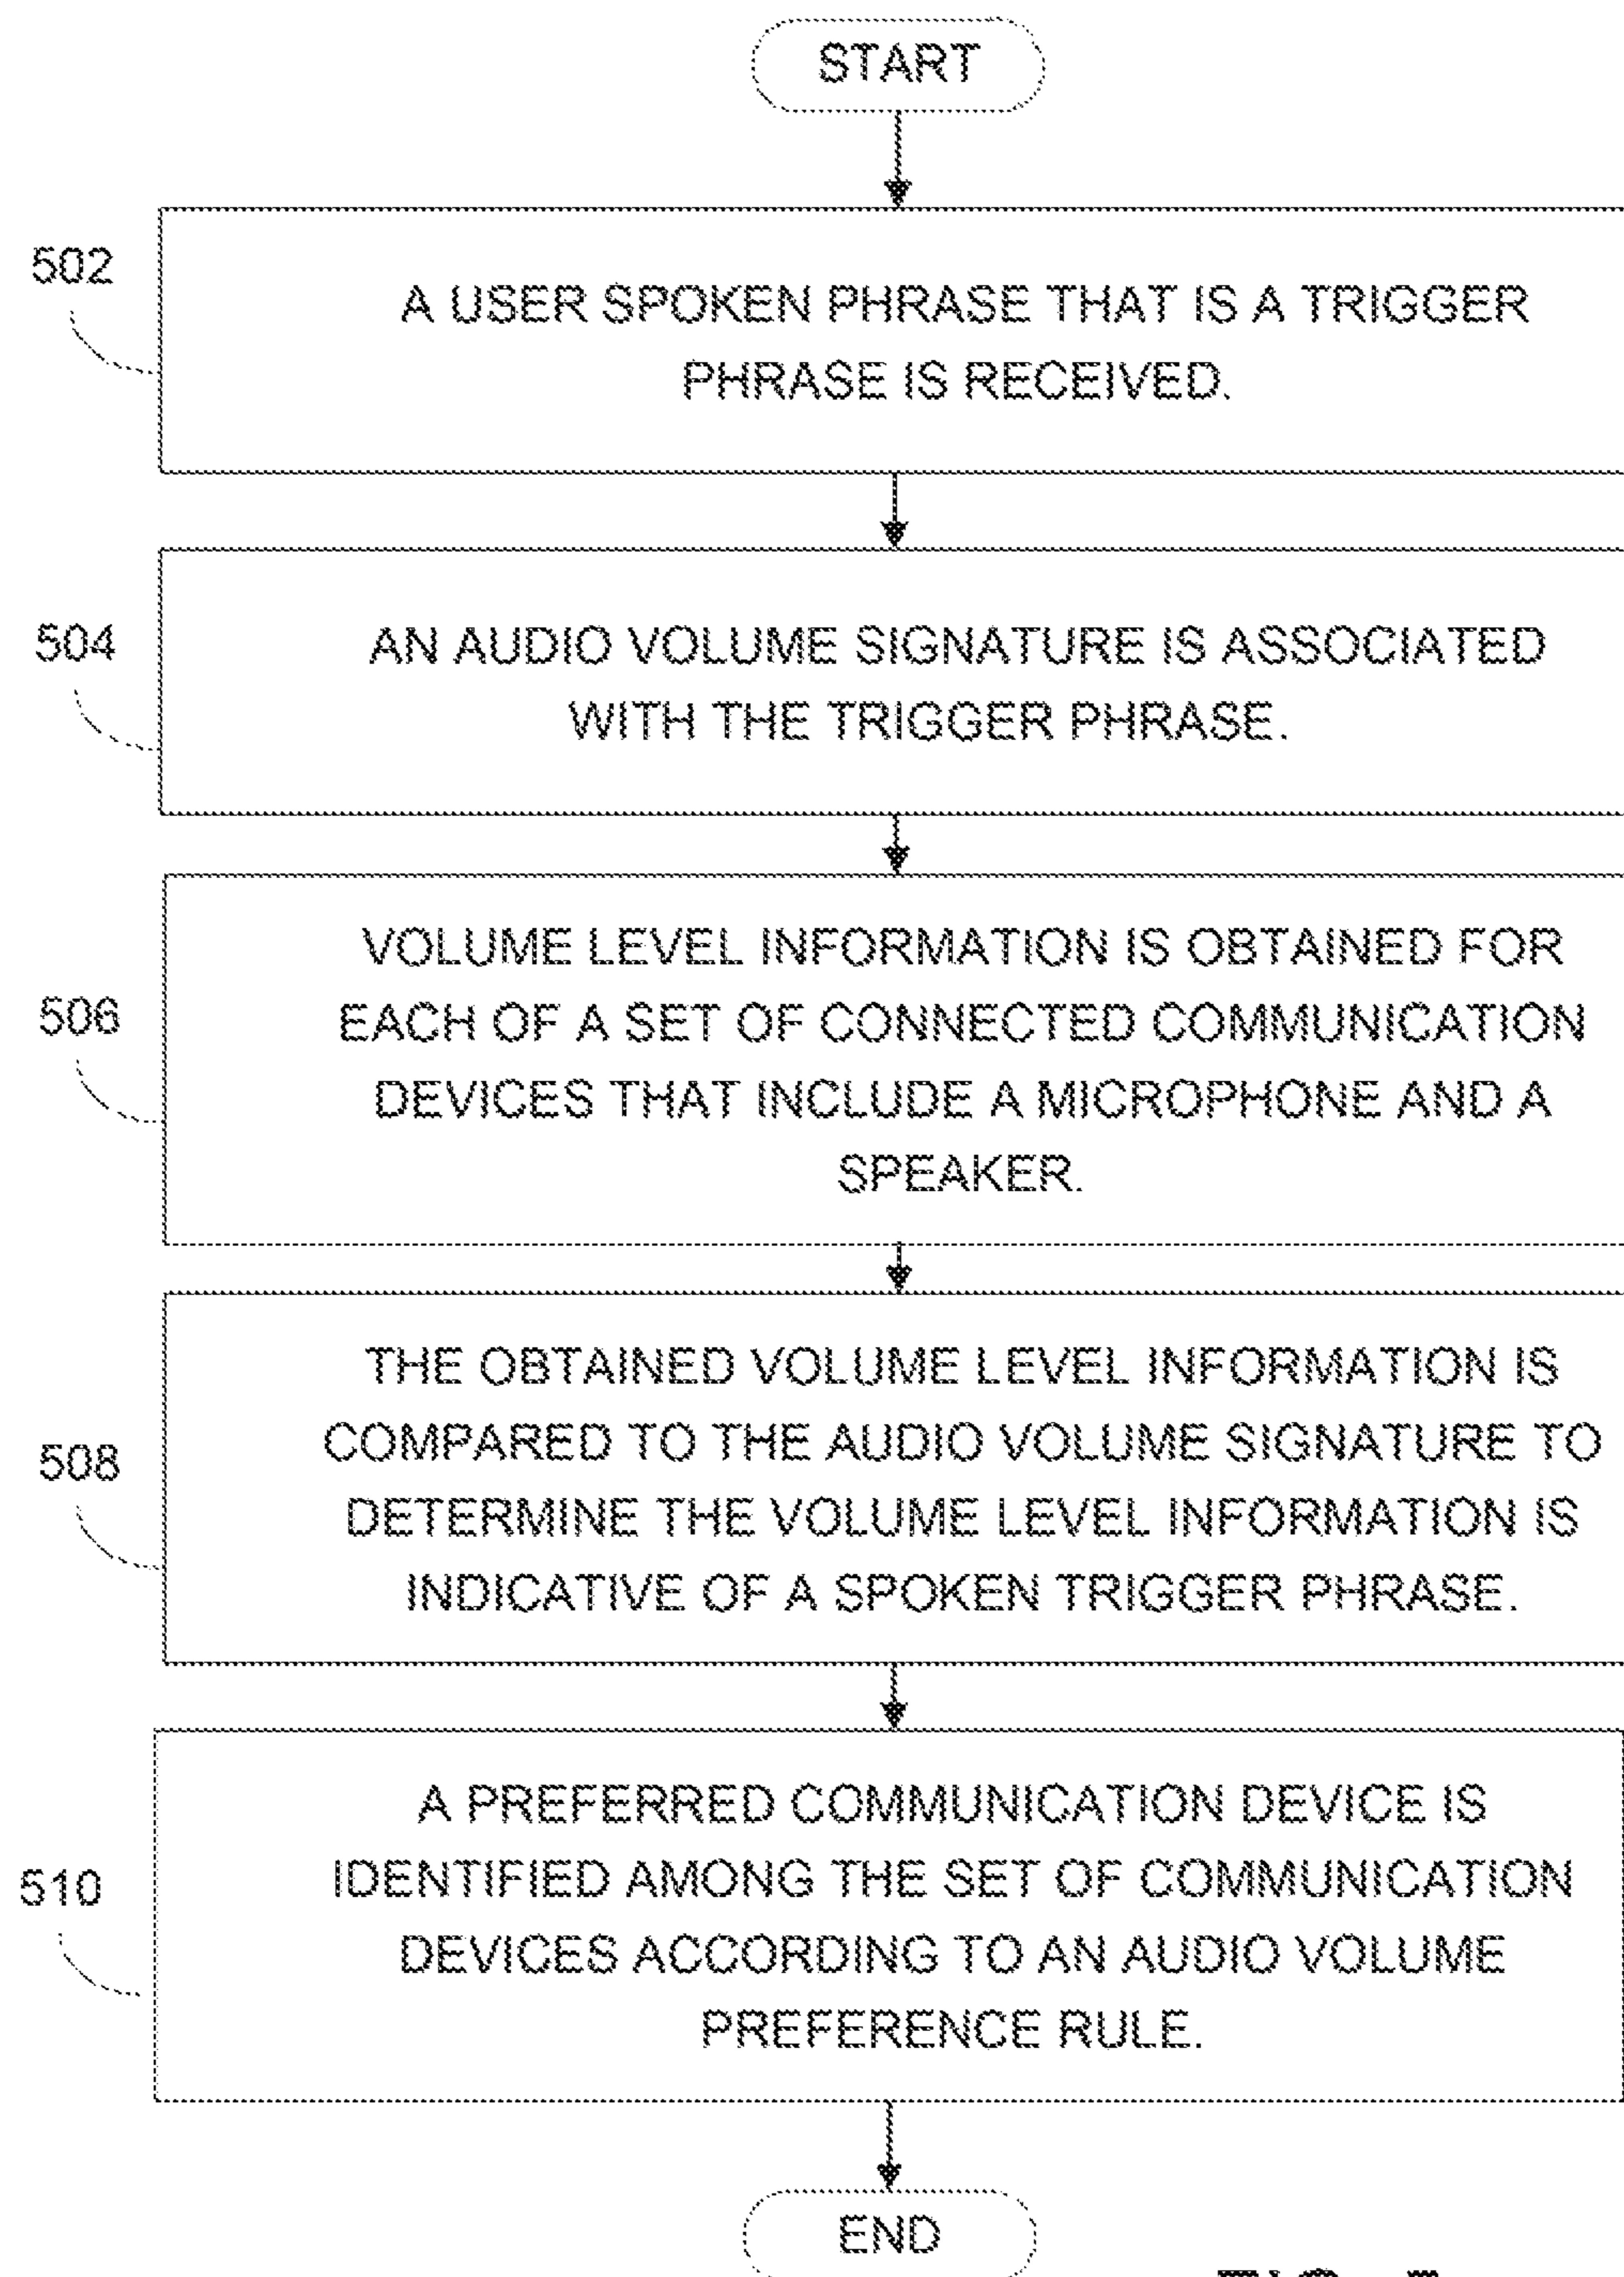 START
502
A USER SPOKEN PHRASE THAT IS A TRIGGER
PHRASE IS RECEIVED.
504
AN AUDIO VOLUME SIGNATURE IS ASSOCIATED
WITH THE TRIGGER PHRASE.
506
VOLUME LEVEL INFORMATION IS OBTAINED FOR
EACH OF A SET OF CONNECTED COMMUNICATION
DEVICES THAT INCLUDE A MICROPHONE AND A
SPEAKER.
508
THE OBTAINED VOLUME LEVEL INFORMATION IS
COMPARED TO THE AUDIO VOLUME SIGNATURE TO
DETERMINE THE VOLUME LEVEL INFORMATION IS
INDICATIVE OF A SPOKEN TRIGGER PHRASE.
510
A PREFERRED COMMUNICATION DEVICE IS
IDENTIFIED AMONG THE SET OF COMMUNICATION
DEVICES ACCORDING TO AN AUDIO VOLUME
PREFERENCE RULE.
END